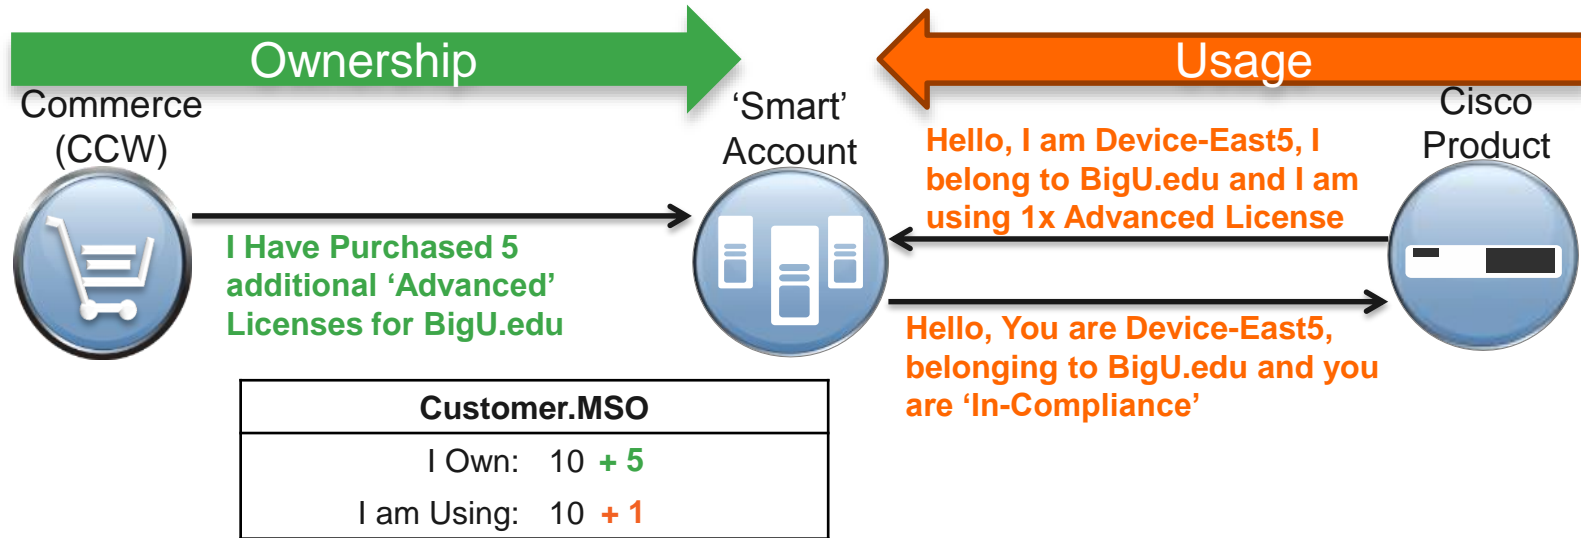 Ownership
Usage
Commerce
(CCW)
‘Smart’
Account
Cisco
Product
I Have Purchased 5
additional ‘Advanced’
Licenses for BigU.edu
Hello, I am Device-East5, I
belong to BigU.edu and I am
using 1x Advanced License
Hello, You are Device-East5,
belonging to BigU.edu and you
are ‘In-Compliance’
Customer.MSO
I Own: 10 + 5
I am Using: 10 + 1